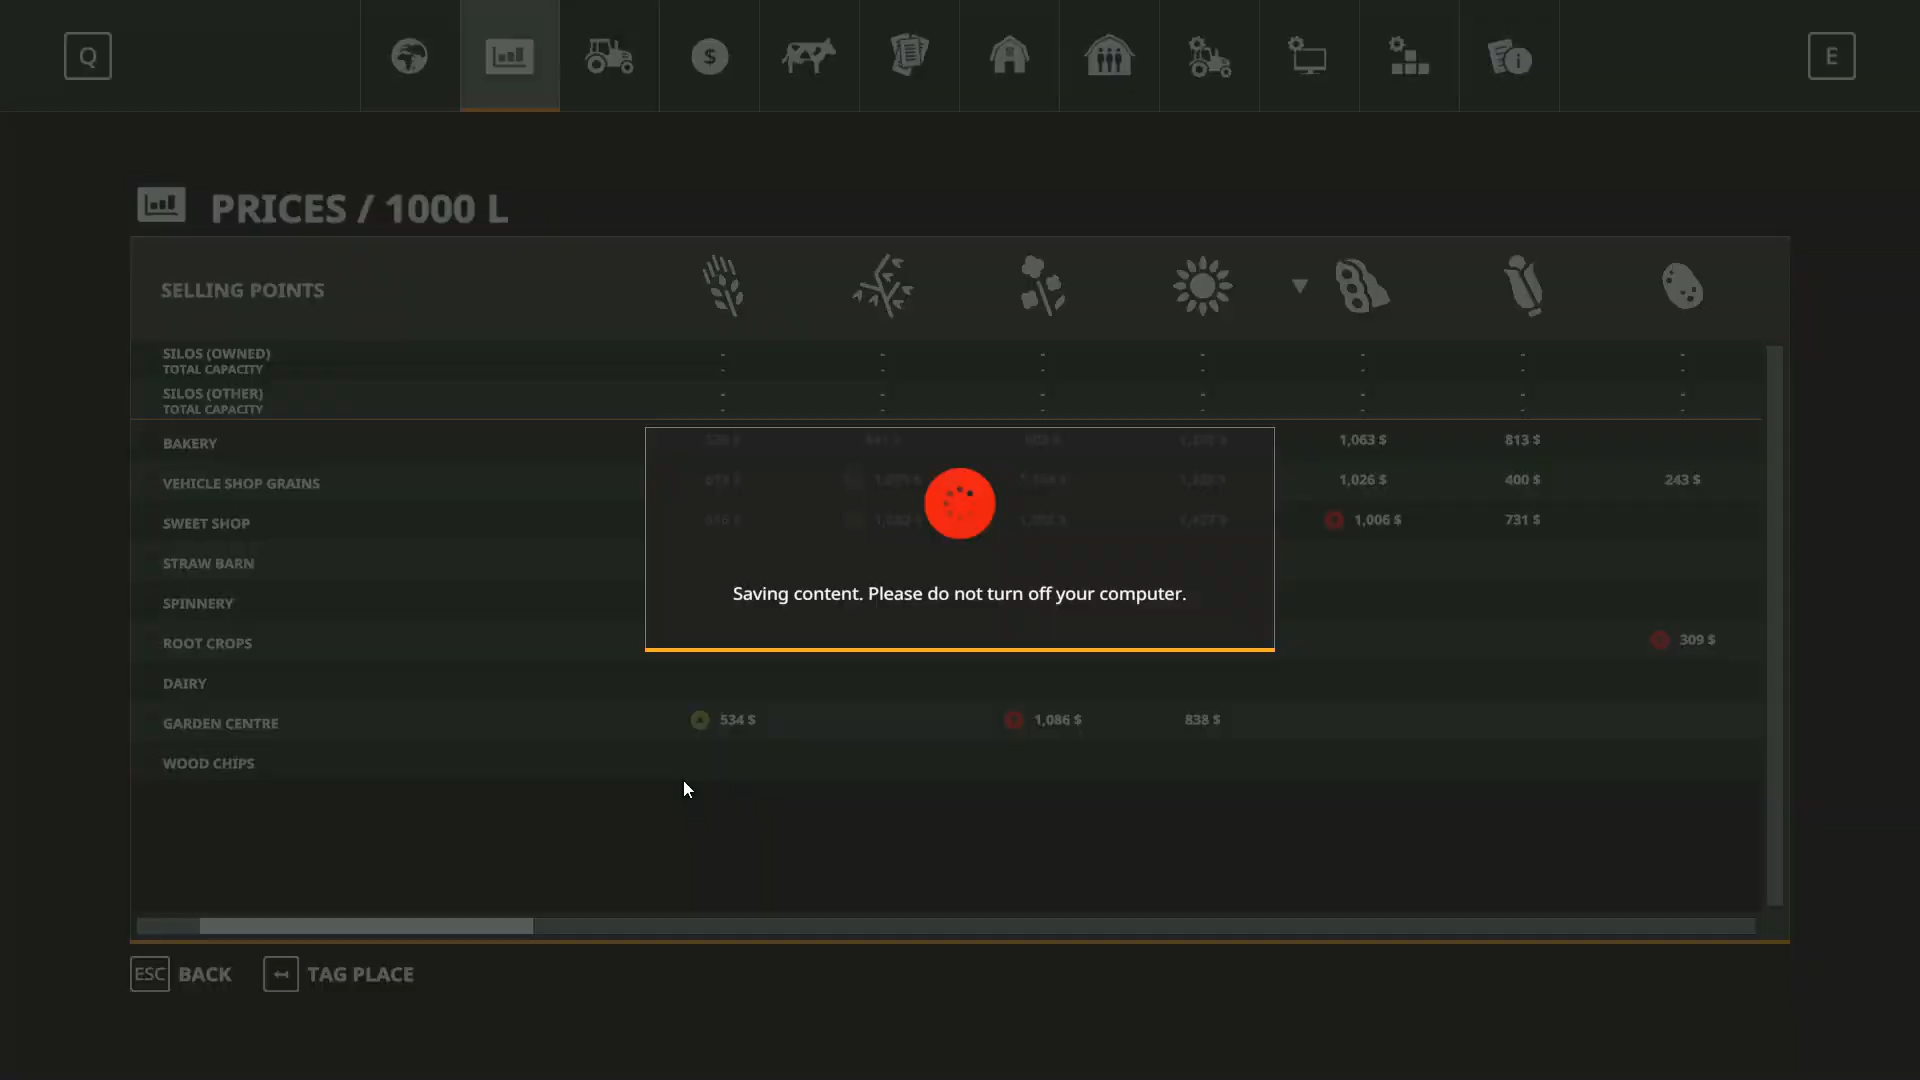 Q
E
PRICES / 1000 L
SELLING POINTS
SILOS (OWNED) - - - - - - -
TOTAL CAPACITY - - - - - - -
SILOS (OTHER) - - - - - - -
TOTAL CAPACITY - - - - - - -
BAKERY 1,063 $ 813 $
VEHICLE SHOP GRAINS 1,026 $ 400 $ 243 $
SWEET SHOP 1,006 $ 731 $
STRAW BARN
Saving content. Please do not turn off your computer.
SPINNERY
ROOT CROPS 309 $
DAIRY
GARDEN CENTRE 534 $ 1,086 $ 838 $
WOOD CHIPS
ESC BACK TAG PLACE